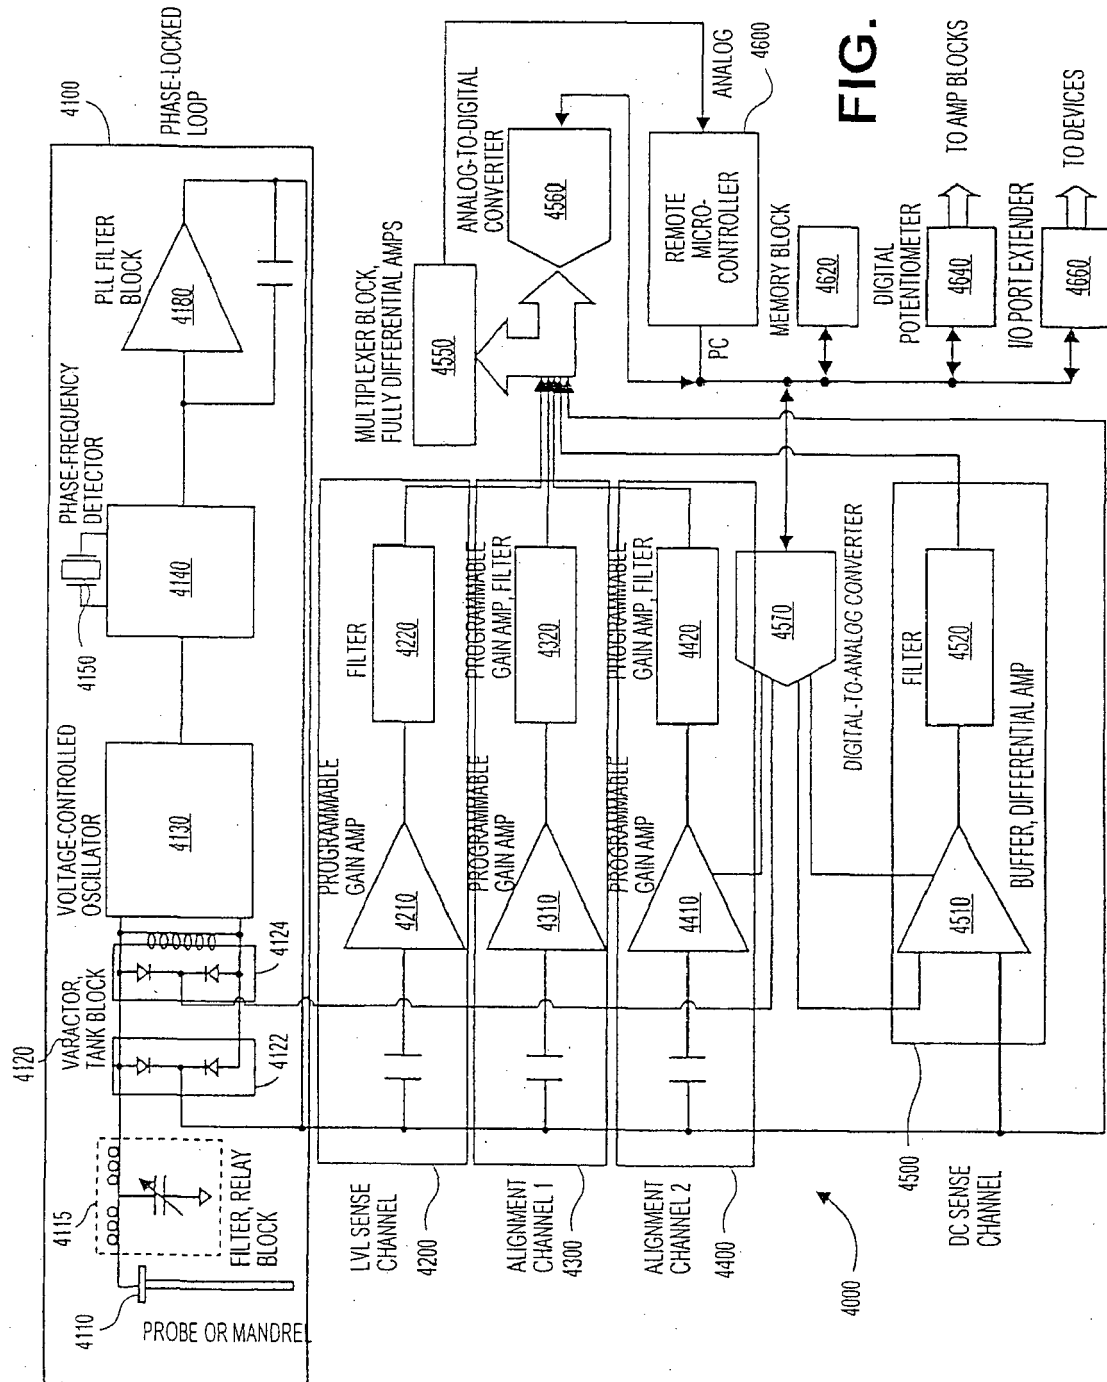 4100
PHASE-LOCKED
LOOP
PLL FILTER
BLOCK
4180
PHASE-FREQUENCY
DETECTOR
4150
4140
VOLTAGE-CONTROLLED
OSCILLATOR
4130
4120
VARACTOR,
TANK BLOCK
4124
4122
4115
FILTER, RELAY
BLOCK
4110
PROBE OR MANDREL
MULTIPLEXER BLOCK,
FULLY DIFFERENTIAL AMPS
4550
ANALOG-TO-DIGITAL
CONVERTER
4560
ANALOG
4600
REMOTE
MICRO-
CONTROLLER
PC
MEMORY BLOCK
4620
DIGITAL
POTENTIOMETER
4640
TO AMP BLOCKS
I/O PORT EXTENDER
4660
TO DEVICES
FIG.
LVL SENSE
CHANNEL
4200
PROGRAMMABLE
GAIN AMP
4210
FILTER
4220
ALIGNMENT
CHANNEL 1
4300
PROGRAMMABLE
GAIN AMP
4310
PROGRAMMABLE
GAIN AMP, FILTER
4320
ALIGNMENT
CHANNEL 2
4400
PROGRAMMABLE
GAIN AMP
4410
PROGRAMMABLE
GAIN AMP, FILTER
4420
4570
DIGITAL-TO-ANALOG CONVERTER
DC SENSE
CHANNEL
4500
4510
BUFFER, DIFFERENTIAL AMP
FILTER
4520
4000